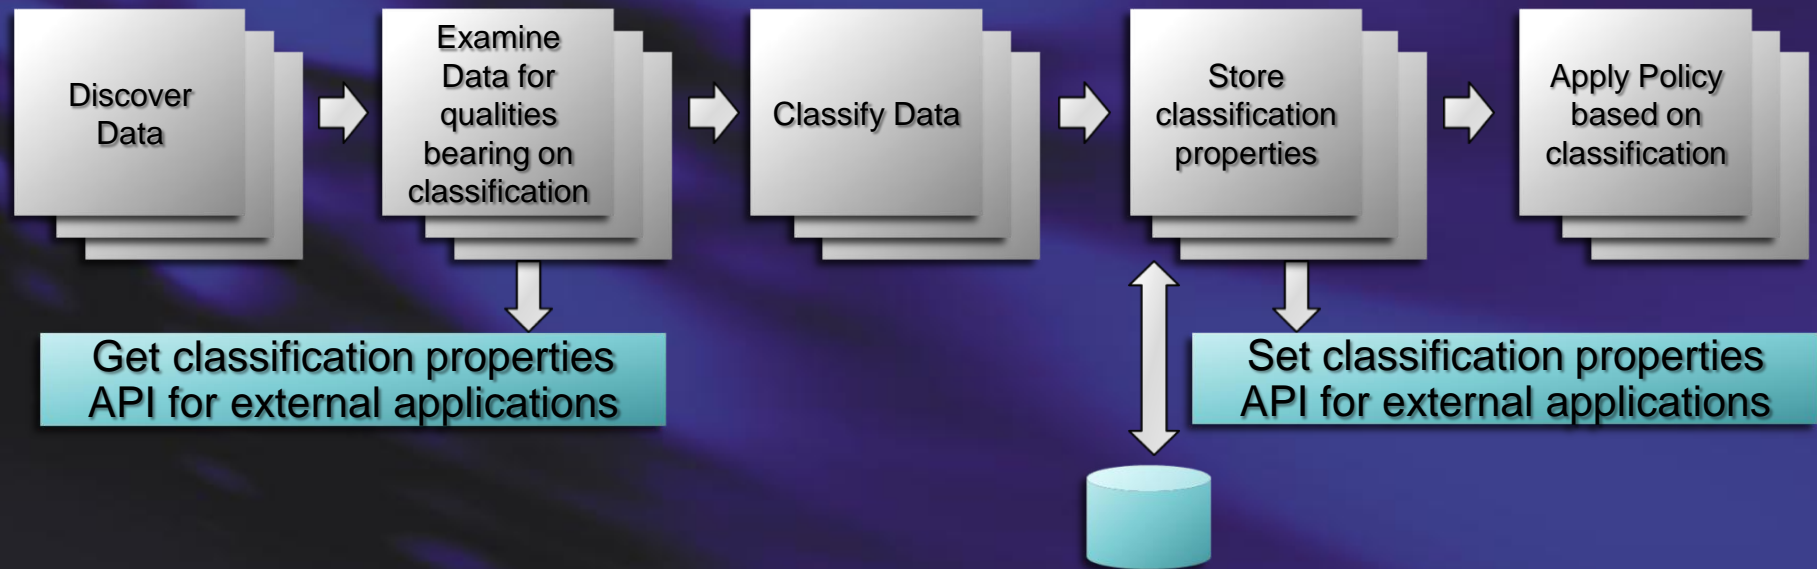 Discover
Data
Examine
Data for
qualities
bearing on
classification
Classify Data
Store
classification
properties
Apply Policy
based on
classification
Get classification properties
API for external applications
Set classification properties
API for external applications